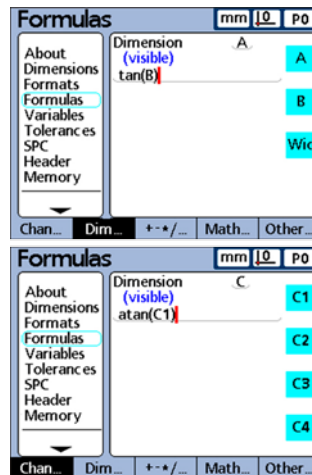 Formulas mm P0
About
Dimensions
Formats
Formulas
Variables
Tolerances
SPC
Header
Memory
Dimension A
(visible)
tan(B)
A
B
Wid
Chan... Dim... +-*/... Math... Other...
Formulas mm P0
About
Dimensions
Formats
Formulas
Variables
Tolerances
SPC
Header
Memory
Dimension C
(visible)
atan(C1)
C1
C2
C3
C4
Chan... Dim... +-*/... Math... Other...